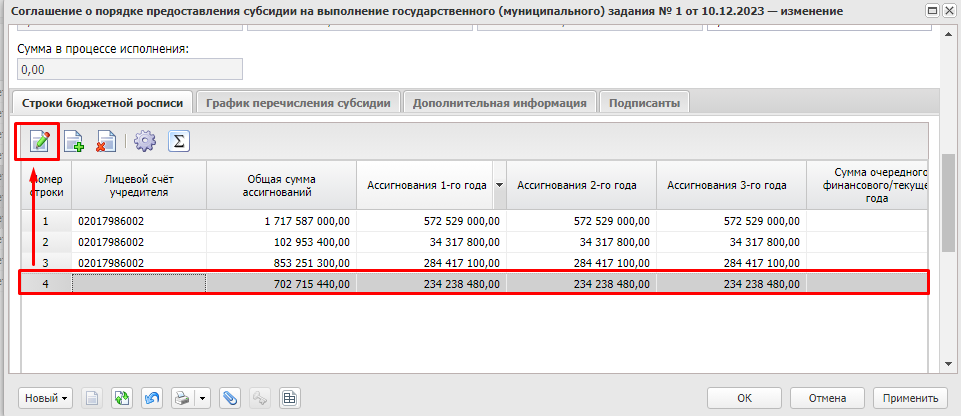 Соглашение о порядке предоставления субсидии на выполнение государственного (муниципального) задания № 1 от 10.12.2023 — изменение
Сумма в процессе исполнения:
0,00
Строки бюджетной росписи График перечисления субсидии Дополнительная информация Подписанты
Σ
Номер строки Лицевой счёт учредителя Общая сумма ассигнований Ассигнования 1-го года Ассигнования 2-го года Ассигнования 3-го года Сумма очередного финансового/текуще года
1 02017986002 1 717 587 000,00 572 529 000,00 572 529 000,00 572 529 000,00
2 02017986002 102 953 400,00 34 317 800,00 34 317 800,00 34 317 800,00
3 02017986002 853 251 300,00 284 417 100,00 284 417 100,00 284 417 100,00
4 702 715 440,00 234 238 480,00 234 238 480,00 234 238 480,00
Новый ОК Отмена Применить